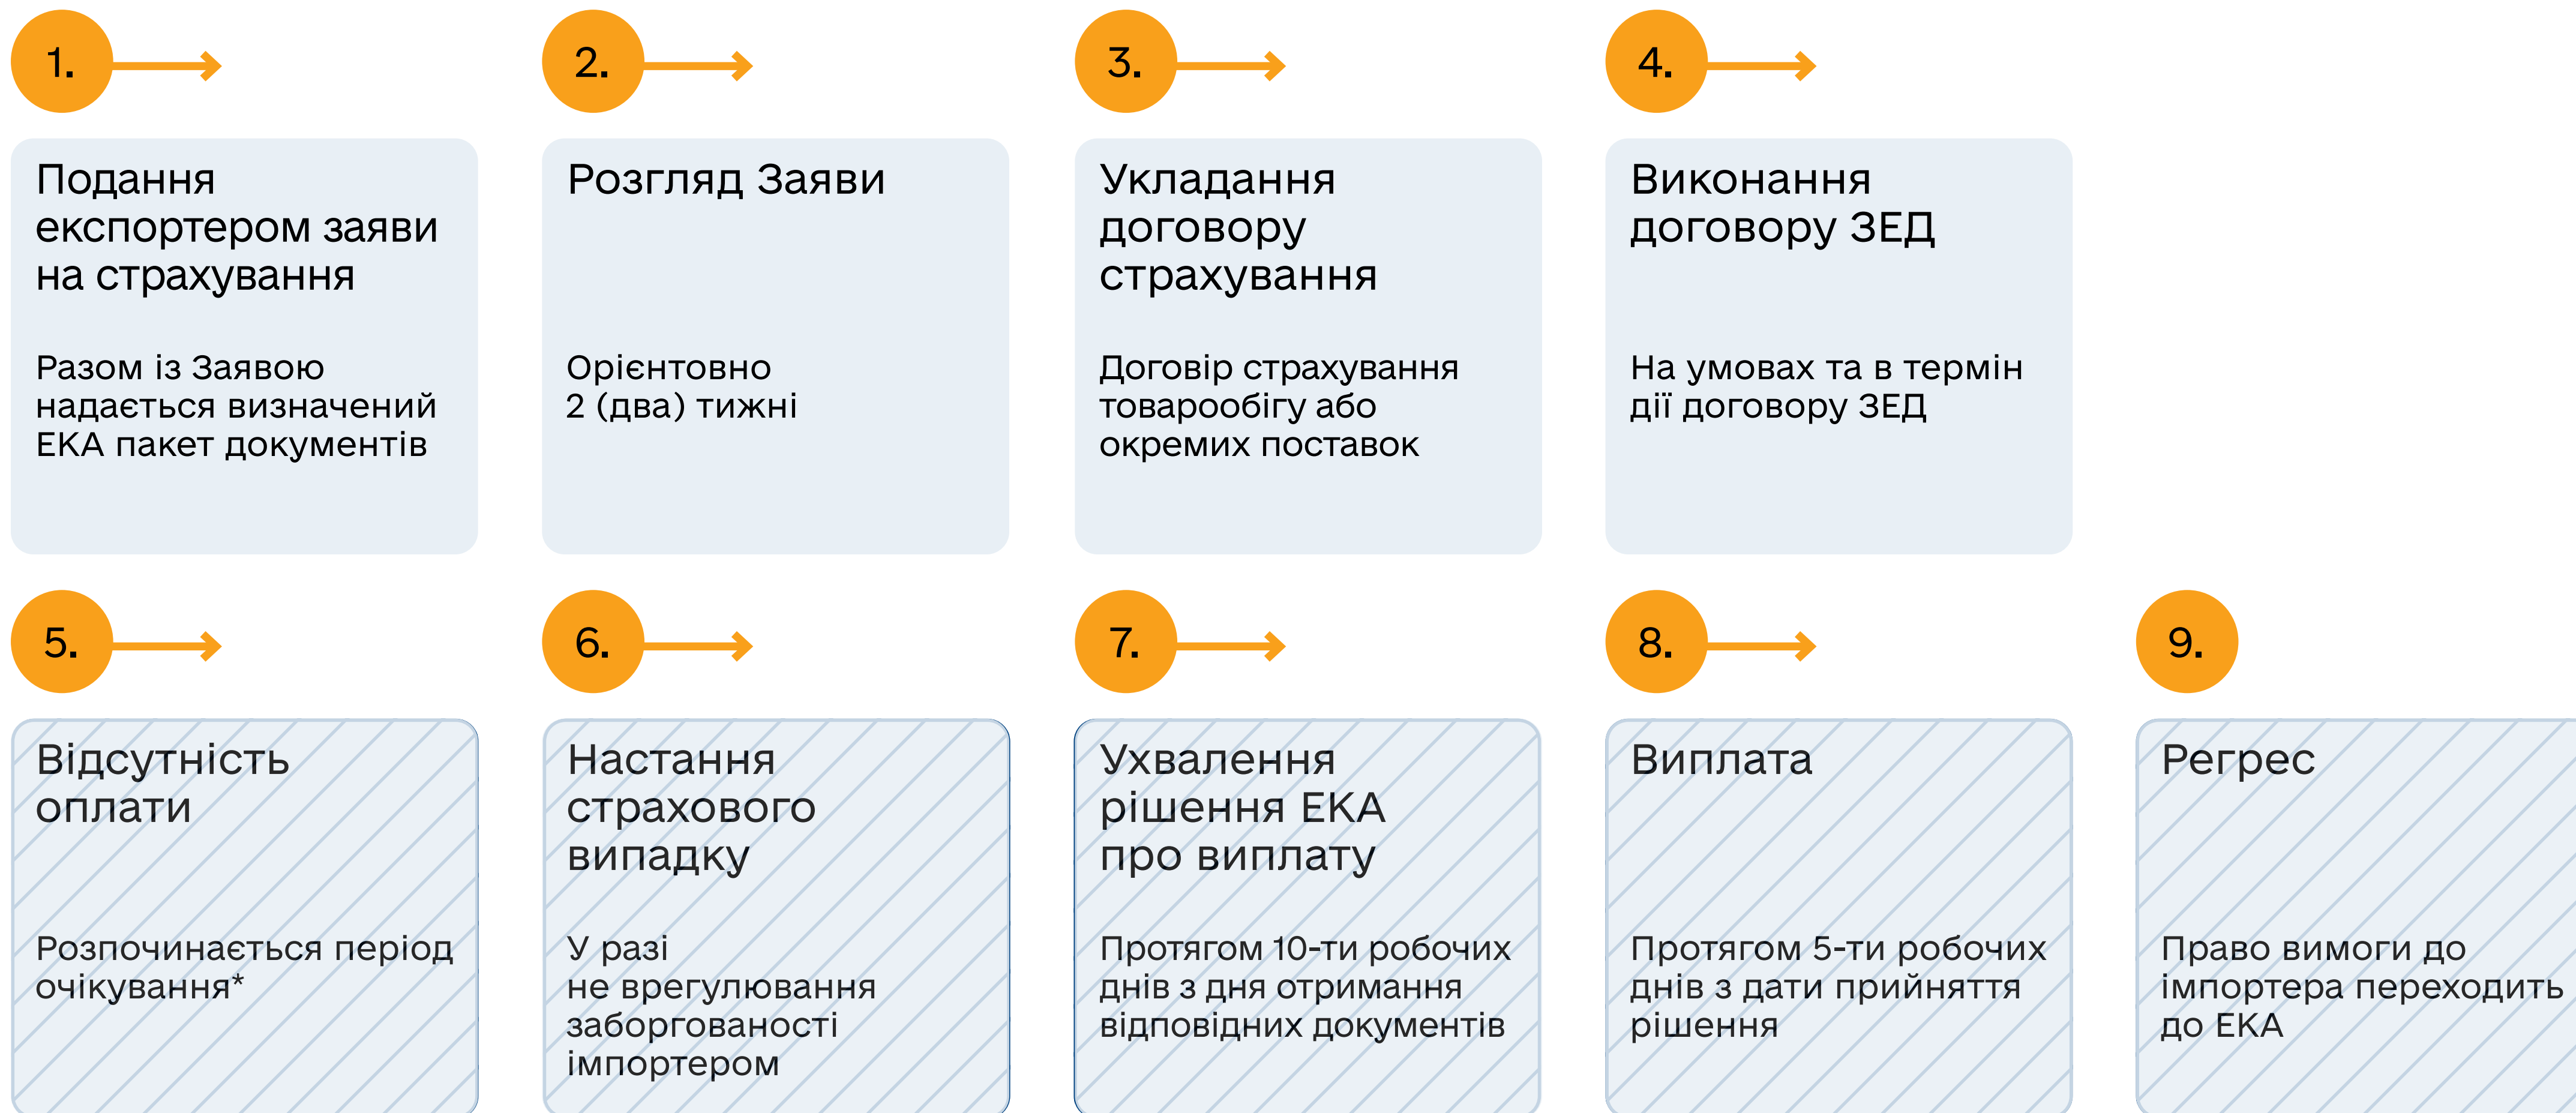 1.
Подання
експортером заяви
на страхування
Разом із Заявою
надається визначений
ЕКА пакет документів
2.
Розгляд Заяви
Орієнтовно
2 (два) тижні
3.
Укладання
договору
страхування
Договір страхування
товарообігу або
окремих поставок
4.
Виконання
договору ЗЕД
На умовах та в термін
дії договору ЗЕД
5.
Відсутність
оплати
Розпочинається період
очікування*
6.
Настання
страхового
випадку
У разі
не врегулювання
заборгованості
імпортером
7.
Ухвалення
рішення ЕКА
про виплату
Протягом 10-ти робочих
днів з дня отримання
відповідних документів
8.
Виплата
Протягом 5-ти робочих
днів з дати прийняття
рішення
9.
Регрес
Право вимоги до
імпортера переходить
до ЕКА